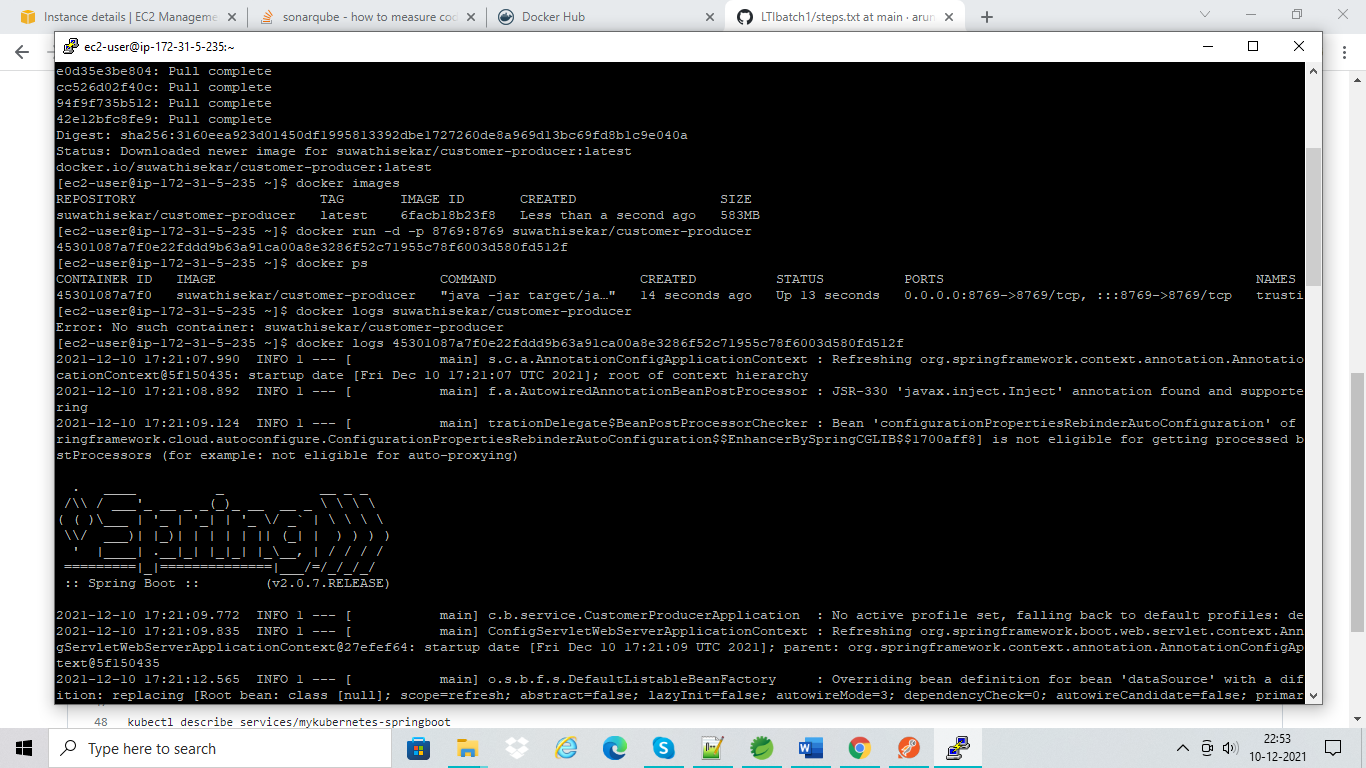 Instance details | EC2 Manageme
sonarqube - how to measure cod
Docker Hub
LTIbatch1/steps.txt at main · arun
ec2-user@ip-172-31-5-235:~
e0d35e3be804: Pull complete
cc526d02f40c: Pull complete
94f9f735b512: Pull complete
42e12bfc8fe9: Pull complete
Digest: sha256:3160eea923d01450df1995813392dbe1727260de8a969d13bc69fd8b1c9e040a
Status: Downloaded newer image for suwathisekar/customer-producer:latest
docker.io/suwathisekar/customer-producer:latest
[ec2-user@ip-172-31-5-235 ~]$ docker images
REPOSITORY TAG IMAGE ID CREATED SIZE
suwathisekar/customer-producer latest 6facb18b23f8 Less than a second ago 583MB
[ec2-user@ip-172-31-5-235 ~]$ docker run -d -p 8769:8769 suwathisekar/customer-producer
45301087a7f0e22fddd9b63a91ca00a8e3286f52c71955c78f6003d580fd512f
[ec2-user@ip-172-31-5-235 ~]$ docker ps
CONTAINER ID IMAGE COMMAND CREATED STATUS PORTS NAMES
45301087a7f0 suwathisekar/customer-producer "java -jar target/ja…" 14 seconds ago Up 13 seconds 0.0.0.0:8769->8769/tcp, :::8769->8769/tcp trusti
[ec2-user@ip-172-31-5-235 ~]$ docker logs suwathisekar/customer-producer
Error: No such container: suwathisekar/customer-producer
[ec2-user@ip-172-31-5-235 ~]$ docker logs 45301087a7f0e22fddd9b63a91ca00a8e3286f52c71955c78f6003d580fd512f
2021-12-10 17:21:07.990 INFO 1 --- [ main] s.c.a.AnnotationConfigApplicationContext : Refreshing org.springframework.context.annotation.Annotatio
cationContext@5f150435: startup date [Fri Dec 10 17:21:07 UTC 2021]; root of context hierarchy
2021-12-10 17:21:08.892 INFO 1 --- [ main] f.a.AutowiredAnnotationBeanPostProcessor : JSR-330 'javax.inject.Inject' annotation found and supporte
ring
2021-12-10 17:21:09.124 INFO 1 --- [ main] trationDelegate$BeanPostProcessorChecker : Bean 'configurationPropertiesRebinderAutoConfiguration' of
ringframework.cloud.autoconfigure.ConfigurationPropertiesRebinderAutoConfiguration$$EnhancerBySpringCGLIB$$1700aff8] is not eligible for getting processed b
stProcessors (for example: not eligible for auto-proxying)
Spring
:: Spring Boot :: (v2.0.7.RELEASE)
2021-12-10 17:21:09.772 INFO 1 --- [ main] c.b.service.CustomerProducerApplication : No active profile set, falling back to default profiles: de
2021-12-10 17:21:09.835 INFO 1 --- [ main] ConfigServletWebServerApplicationContext : Refreshing org.springframework.boot.web.servlet.context.Ann
gServletWebServerApplicationContext@27efef64: startup date [Fri Dec 10 17:21:09 UTC 2021]; parent: org.springframework.context.annotation.AnnotationConfigAp
text@5f150435
2021-12-10 17:21:12.565 INFO 1 --- [ main] o.s.b.f.s.DefaultListableBeanFactory : Overriding bean definition for bean 'dataSource' with a dif
ition: replacing [Root bean: class [null]; scope=refresh; abstract=false; lazyInit=false; autowireMode=3; dependencyCheck=0; autowireCandidate=false; primar
48 kubectl describe services/mykubernetes-springboot
Type here to search
22:53
10-12-2021